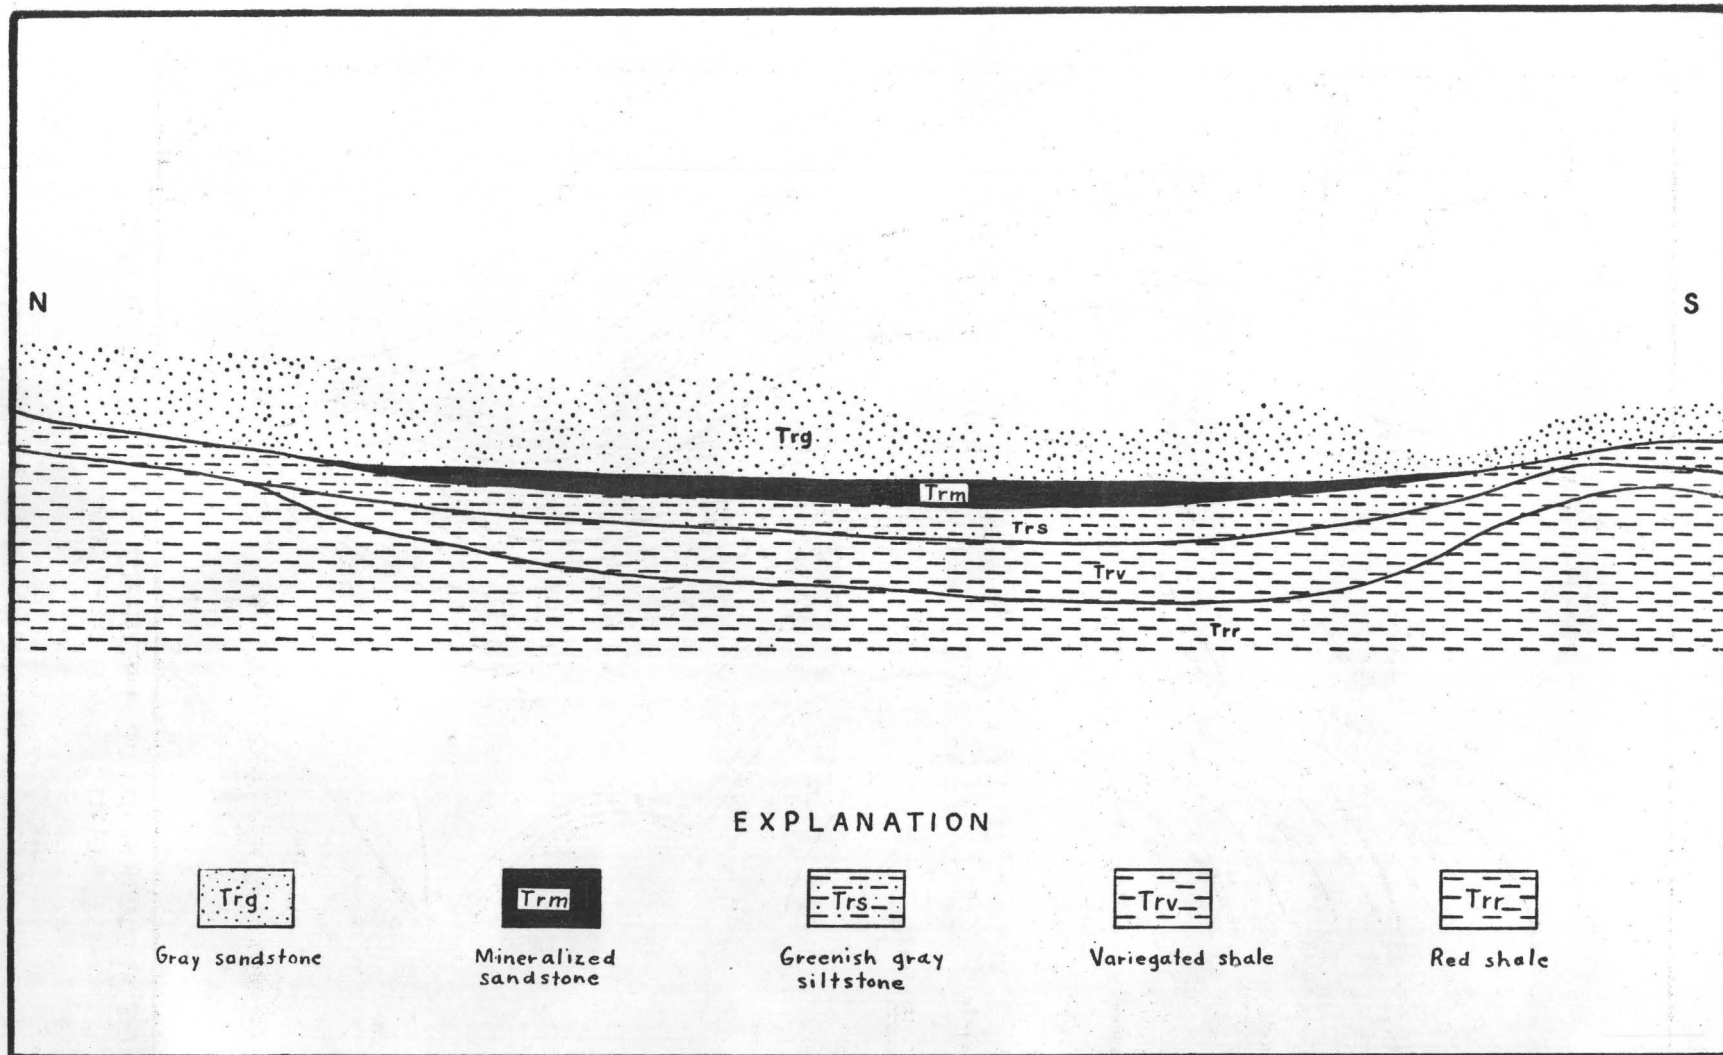 N
S
Trg
Trm
Trs
Trv
Trr
EXPLANATION
Trg
Trm
Trs
Trv
Trr
Gray sandstone
Mineralized
sandstone
Greenish gray
siltstone
Variegated shale
Red shale